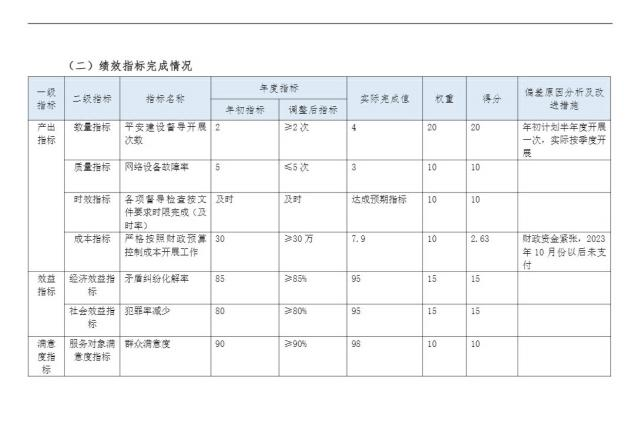 （二）绩效指标完成情况
一级指标 二级指标 指标名称 年度指标 实际完成值 权重 得分 偏差原因分析及改进措施
年初指标 调整后指标
产出指标 数量指标 平安建设督导开展次数 2 ≥2次 4 20 20 年初计划半年度开展一次，实际按季度开展
质量指标 网络设备故障率 5 ≤5次 3 10 10
时效指标 各项督导检查按文件要求时限完成（及时率） 及时 及时 达成预期指标 10 10
成本指标 严格按照财政预算控制成本开展工作 30 ≥30万 7.9 10 2.63 财政资金紧张，2023年10月份以后未支付
效益指标 经济效益指标 矛盾纠纷化解率 85 ≥85% 95 15 15
社会效益指标 犯罪率减少 80 ≥80% 95 15 15
满意度指标 服务对象满意度指标 群众满意度 90 ≥90% 98 10 10